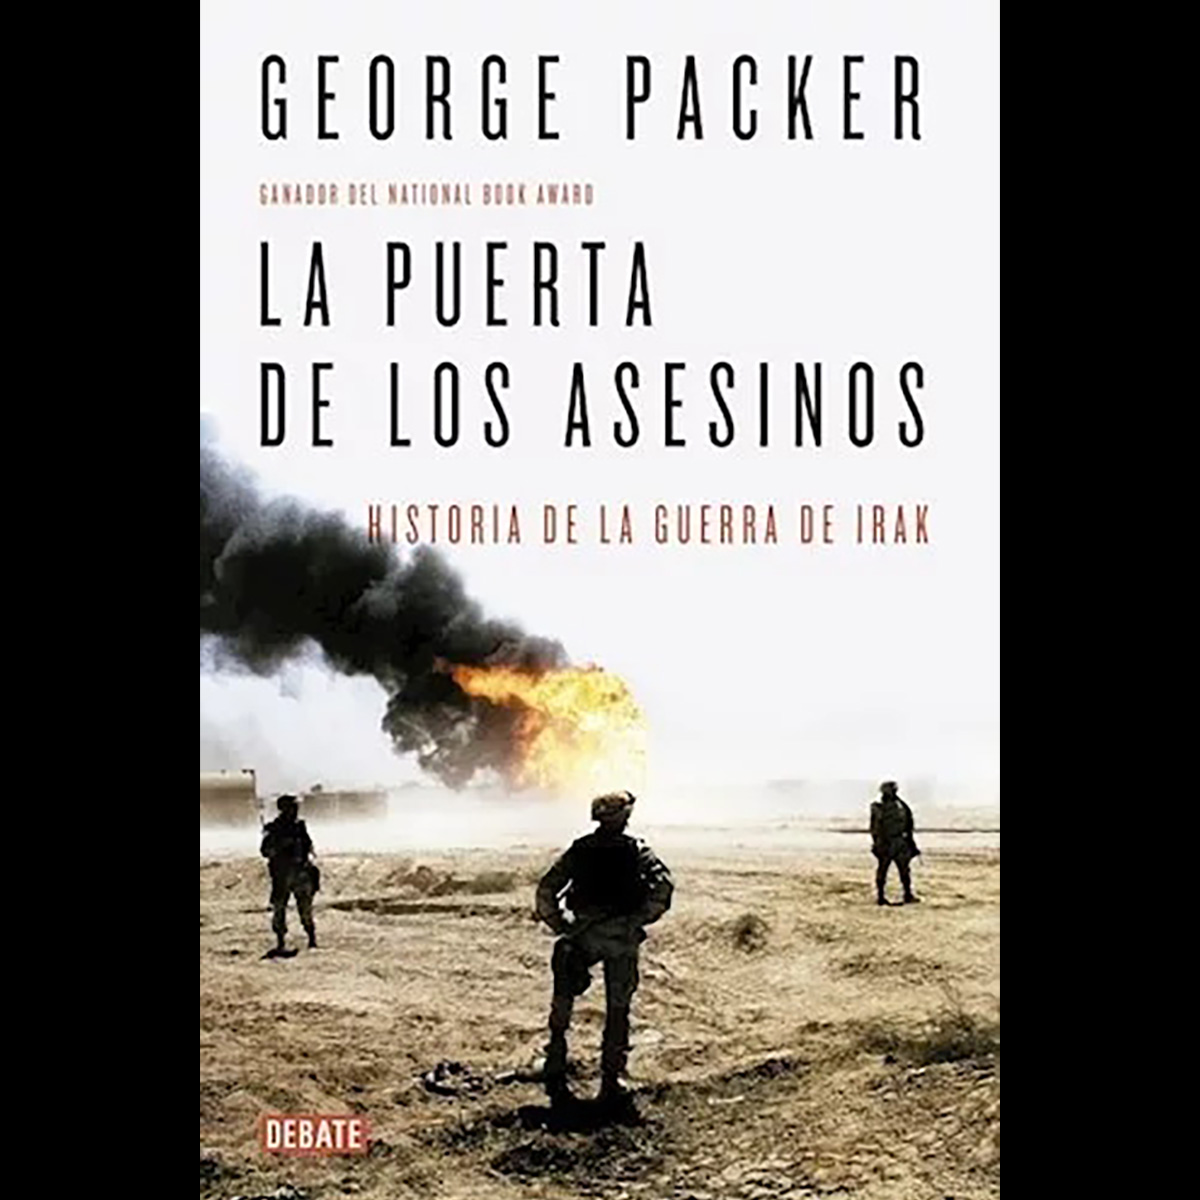 GEORGE PACKER
GANADOR DEL NATIONAL BOOK AWARD
LA PUERTA
DE LOS ASESINOS
HISTORIA DE LA GUERRA DE IRAK
DEBATE